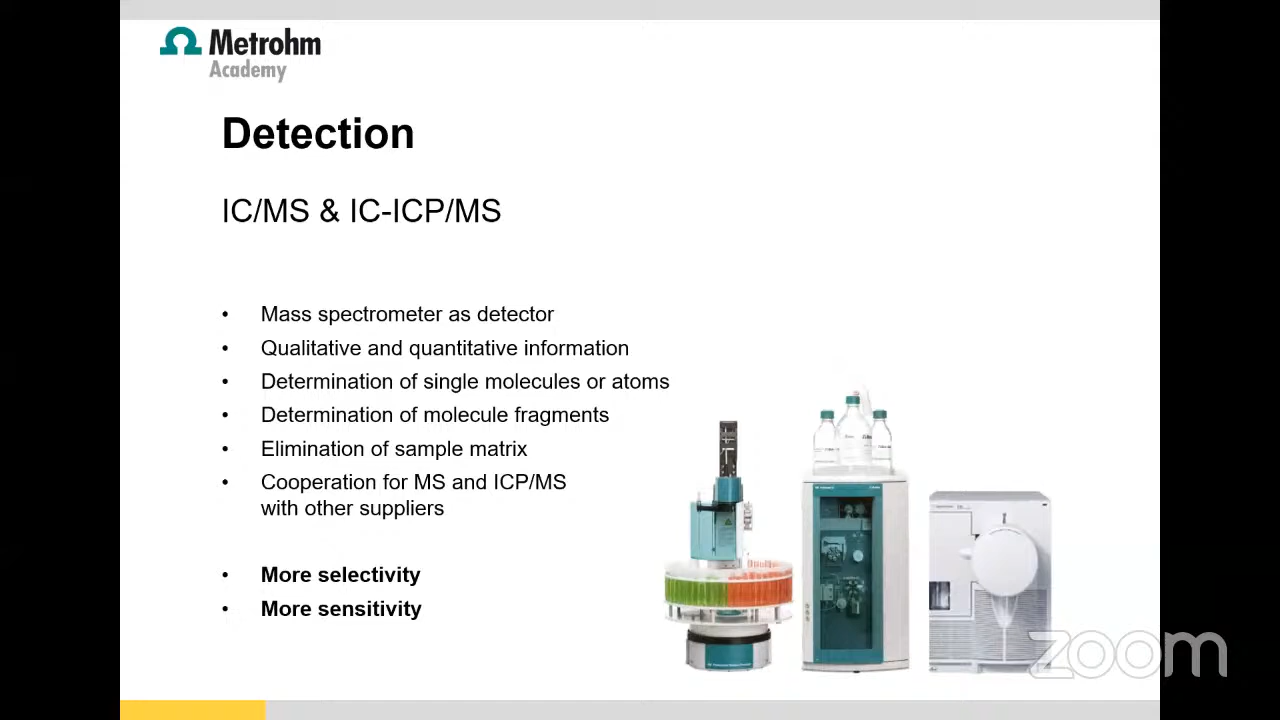 Metrohm
Academy
Detection
IC/MS & IC-ICP/MS
• Mass spectrometer as detector
• Qualitative and quantitative information
• Determination of single molecules or atoms
• Determination of molecule fragments
• Elimination of sample matrix
• Cooperation for MS and ICP/MS
with other suppliers
• More selectivity
• More sensitivity
zoom